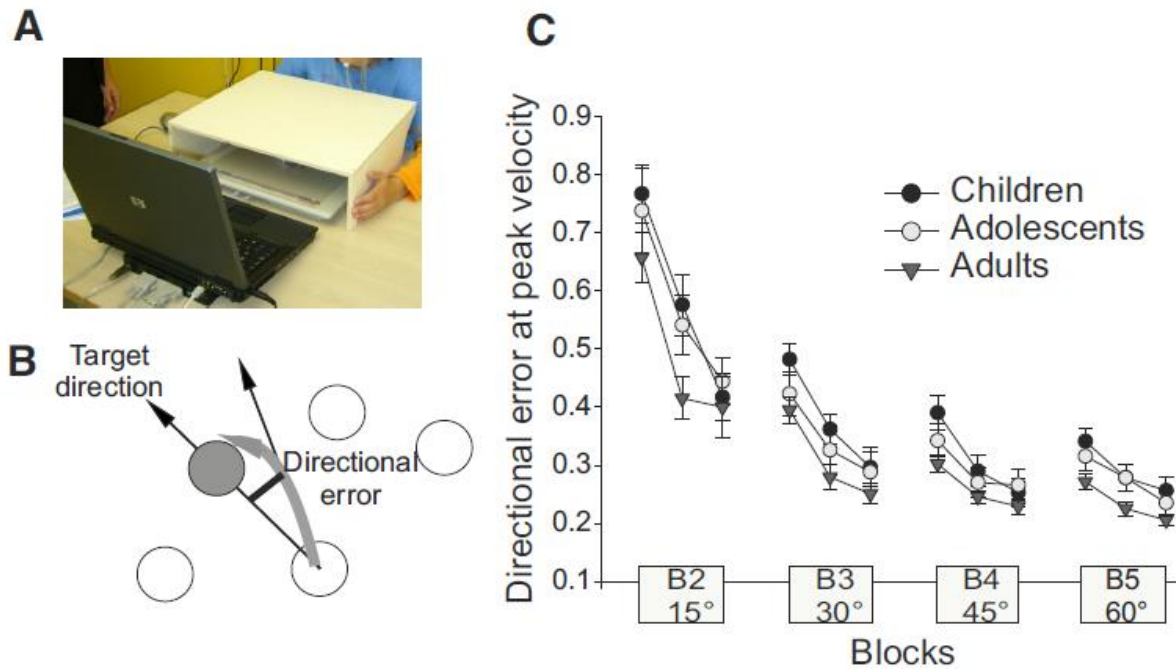 A
B
Target
direction
Directional
error
C
Directional error at peak velocity
0.9
0.8
0.7
0.6
0.5
0.4
0.3
0.2
0.1
Children
Adolescents
Adults
B2
15°
B3
30°
B4
45°
B5
60°
Blocks